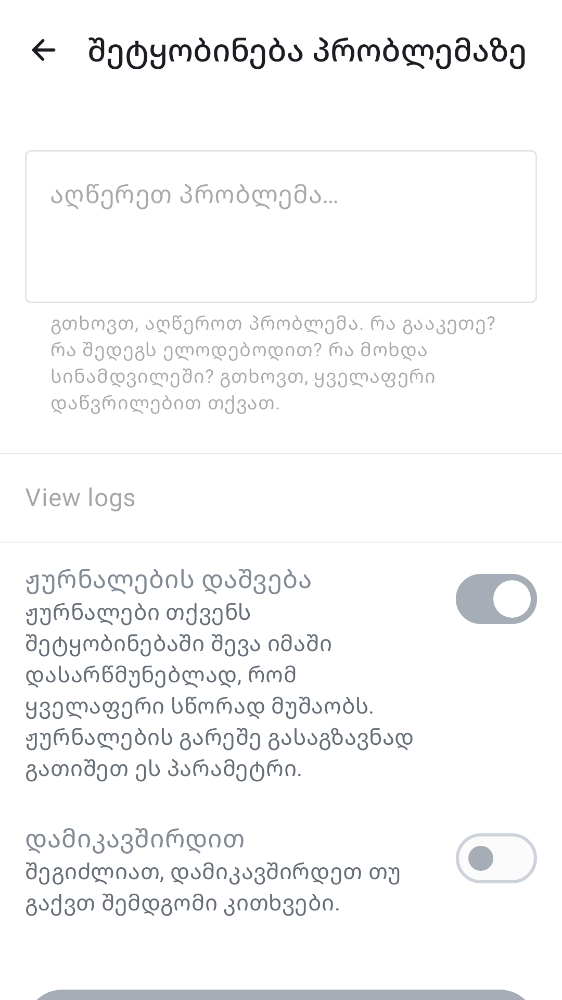 შეტყობინება პრობლემაზე
აღწერეთ პრობლემა…
გთხოვთ, აღწეროთ პრობლემა. რა გააკეთე?
რა შედეგს ელოდებოდით? რა მოხდა
სინამდვილეში? გთხოვთ, ყველაფერი
დაწვრილებით თქვათ.
View logs
ჟურნალების დაშვება
ჟურნალები თქვენს
შეტყობინებაში შევა იმაში
დასარწმუნებლად, რომ
ყველაფერი სწორად მუშაობს.
ჟურნალების გარეშე გასაგზავნად
გათიშეთ ეს პარამეტრი.
დამიკავშირდით
შეგიძლიათ, დამიკავშირდეთ თუ
გაქვთ შემდგომი კითხვები.